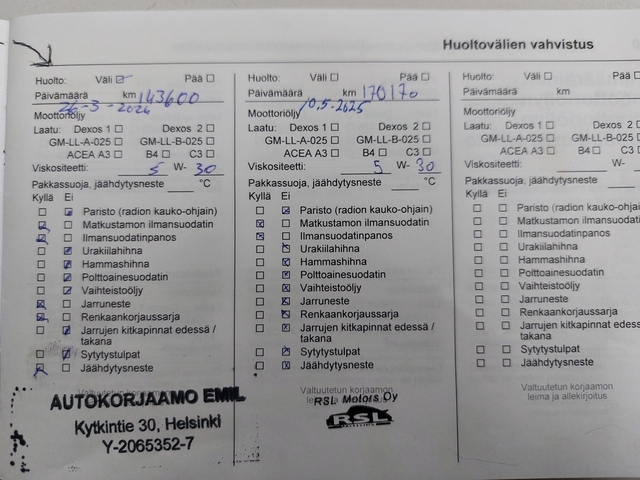 Huoltovälien vahvistus
Huolto: Väli ☑ Pää ☐
Päivämäärä km 143600
26-3-2024
Moottoriöljy
Laatu: Dexos 1 ☐ Dexos 2 ☐
GM-LL-A-025 ☐ GM-LL-B-025 ☐
ACEA A3 ☐ B4 ☐ C3 ☐
Viskositeetti: 5 W- 30
Pakkassuoja, jäähdytysneste °C
Kyllä Ei
☐ ☑ Paristo (radion kauko-ohjain)
☑ ☐ Matkustamon ilmansuodatin
☑ ☐ Ilmansuodatinpanos
☐ ☑ Urakiilahihna
☐ ☑ Hammashihna
☐ ☑ Polttoainesuodatin
☐ ☑ Vaihteistoöljy
☑ ☐ Jarruneste
☑ ☐ Renkaankorjaussarja
☐ ☑ Jarrujen kitkapinnat edessä /
takana
☐ ☑ Sytytystulpat
☑ ☐ Jäähdytysneste
AUTOKORJAAMO EMIL
Kytkintie 30, Helsinki
Y-2065352-7
Huolto: Väli ☐ Pää ☐
Päivämäärä km 170170
10.5-2025
Moottoriöljy
Laatu: Dexos 1 ☐ Dexos 2 ☐
GM-LL-A-025 ☐ GM-LL-B-025 ☐
ACEA A3 ☐ B4 ☐ C3 ☐
Viskositeetti: 5 W- 30
Pakkassuoja, jäähdytysneste °C
Kyllä Ei
☐ ☑ Paristo (radion kauko-ohjain)
☑ ☐ Matkustamon ilmansuodatin
☑ ☐ Ilmansuodatinpanos
☐ ☑ Urakiilahihna
☐ ☑ Hammashihna
☐ ☑ Polttoainesuodatin
☐ ☑ Vaihteistoöljy
☐ ☑ Jarruneste
☐ ☑ Renkaankorjaussarja
☐ ☑ Jarrujen kitkapinnat edessä /
takana
☐ ☑ Sytytystulpat
☐ ☑ Jäähdytysneste
Valtuutetun korjaamon
leima ja allekirjoitus
RSL Motors Oy
RSL
Huolto: Väli ☐
Päivämäärä km
Moottoriöljy
Laatu: Dexos 1 ☐ Dexos 2
GM-LL-A-025 ☐ GM-LL-B-025
ACEA A3 ☐ B4 ☐ C3
Viskositeetti: W-
Pakkassuoja, jäähdytysneste
Kyllä Ei
☐ ☐ Paristo (radion kauko-ohjain)
☐ ☐ Matkustamon ilmansuodatin
☐ ☐ Ilmansuodatinpanos
☐ ☐ Urakiilahihna
☐ ☐ Hammashihna
☐ ☐ Polttoainesuodatin
☐ ☐ Vaihteistoöljy
☐ ☐ Jarruneste
☐ ☐ Renkaankorjaussarja
☐ ☐ Jarrujen kitkapinnat edessä
takana
☐ ☐ Sytytystulpat
☐ ☐ Jäähdytysneste
Valtuutetun korjaamon
leima ja allekirjoitus